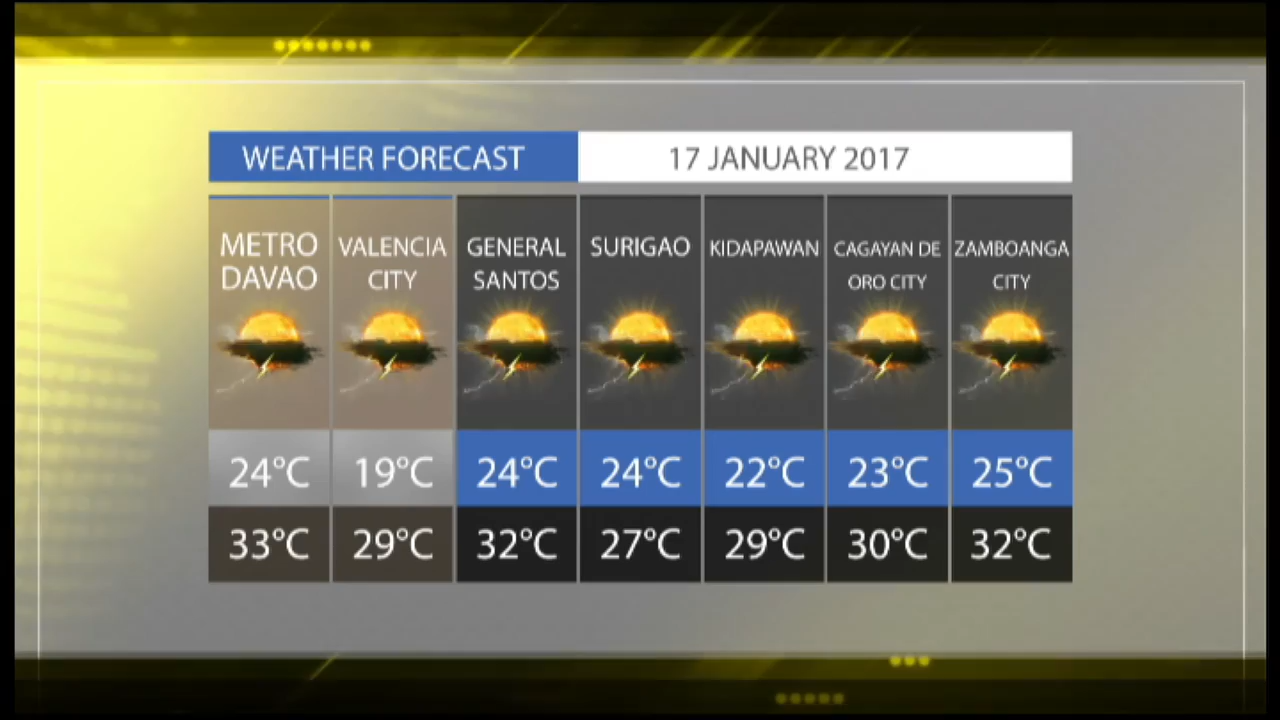 WEATHER FORECAST
17 JANUARY 2017
METRO
DAVAO
VALENCIA
CITY
GENERAL
SANTOS
SURIGAO
KIDAPAWAN
CAGAYAN DE
ORO CITY
ZAMBOANGA
CITY
24°C 19°C 24°C 24°C 22°C 23°C 25°C
33°C 29°C 32°C 27°C 29°C 30°C 32°C